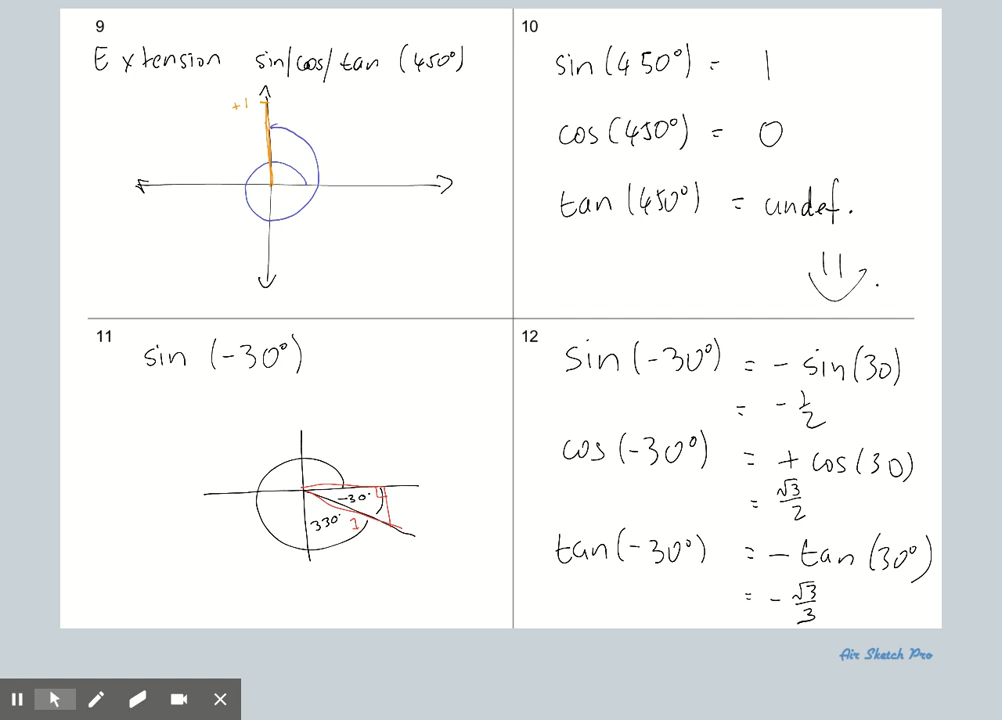 9
Extension sin/cos/tan (450°)
+1
10
sin(450°) = 1
cos(450°) = 0
tan(450°) = undef.
11
sin (-30°)
-30°
330°
1
12
sin(-30°) = - sin(30)
= - 1/2
cos(-30°) = + cos(30)
= √3/2
tan(-30°) = - tan(30°)
= - √3/3
Air Sketch Pro